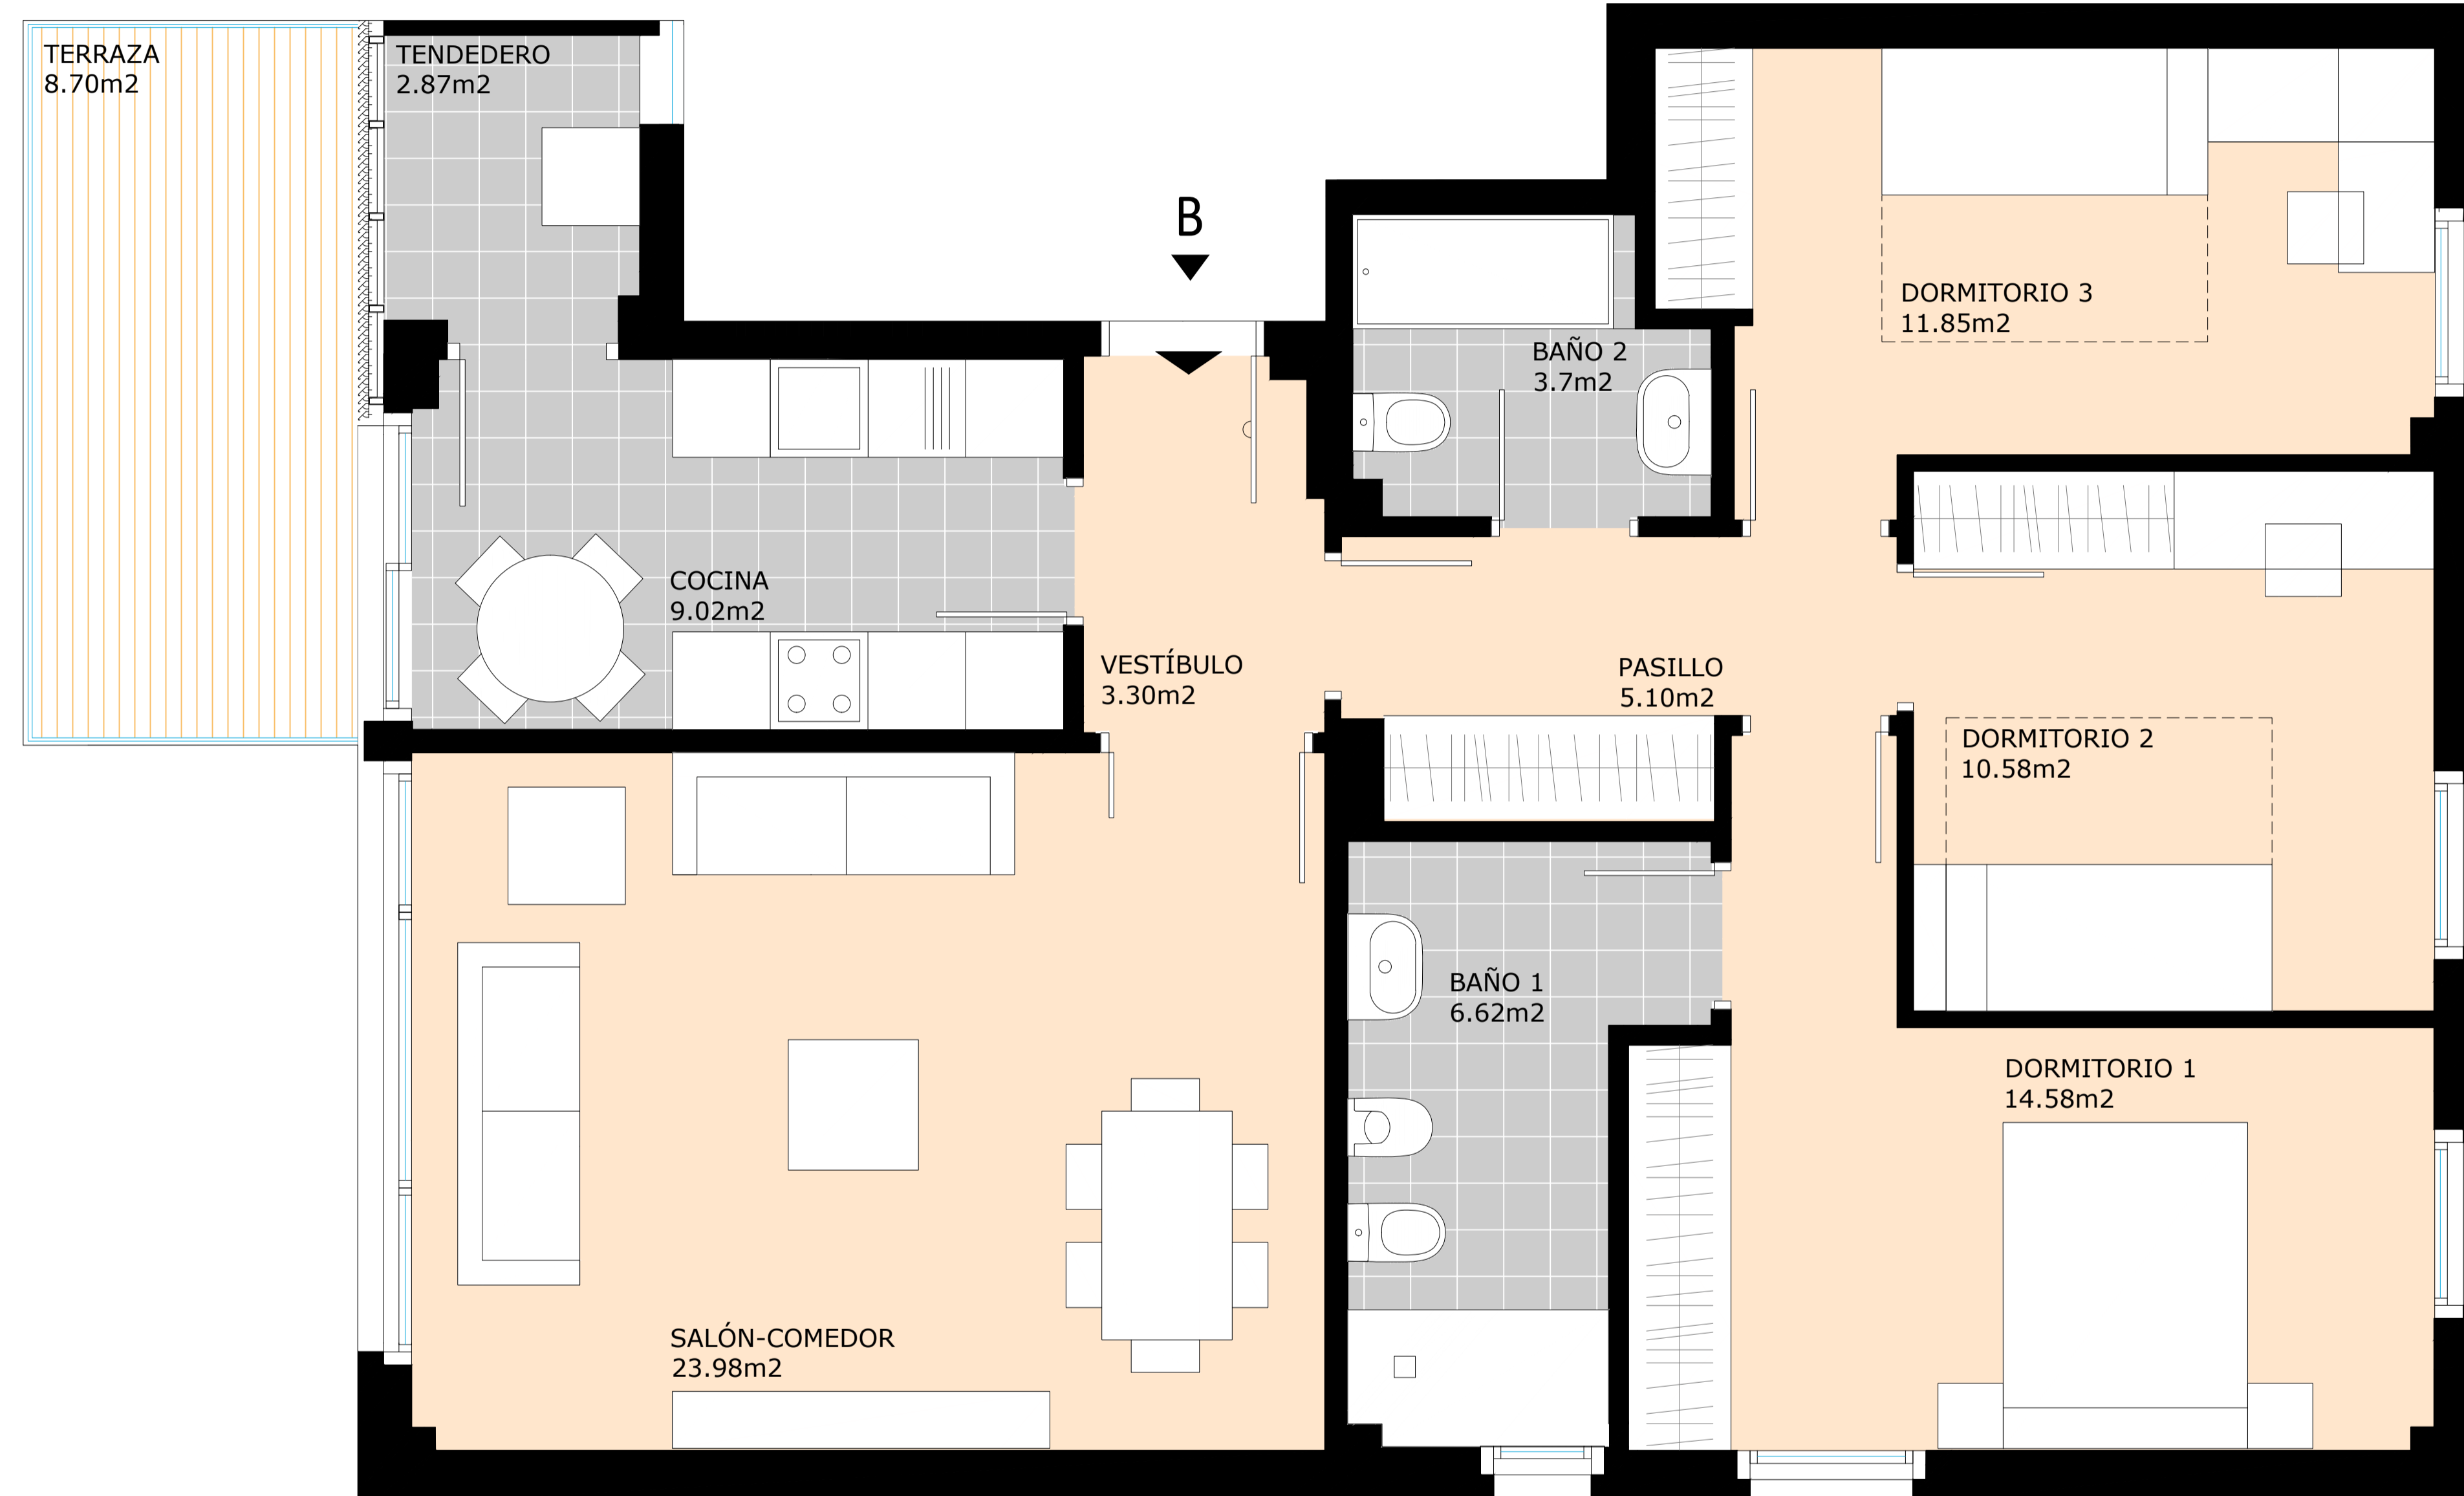 TERRAZA
8.70m2
TENDEDERO
2.87m2
B
DORMITORIO 3
11.85m2
BAÑO 2
3.7m2
COCINA
9.02m2
VESTÍBULO
3.30m2
PASILLO
5.10m2
DORMITORIO 2
10.58m2
BAÑO 1
6.62m2
DORMITORIO 1
14.58m2
SALÓN-COMEDOR
23.98m2